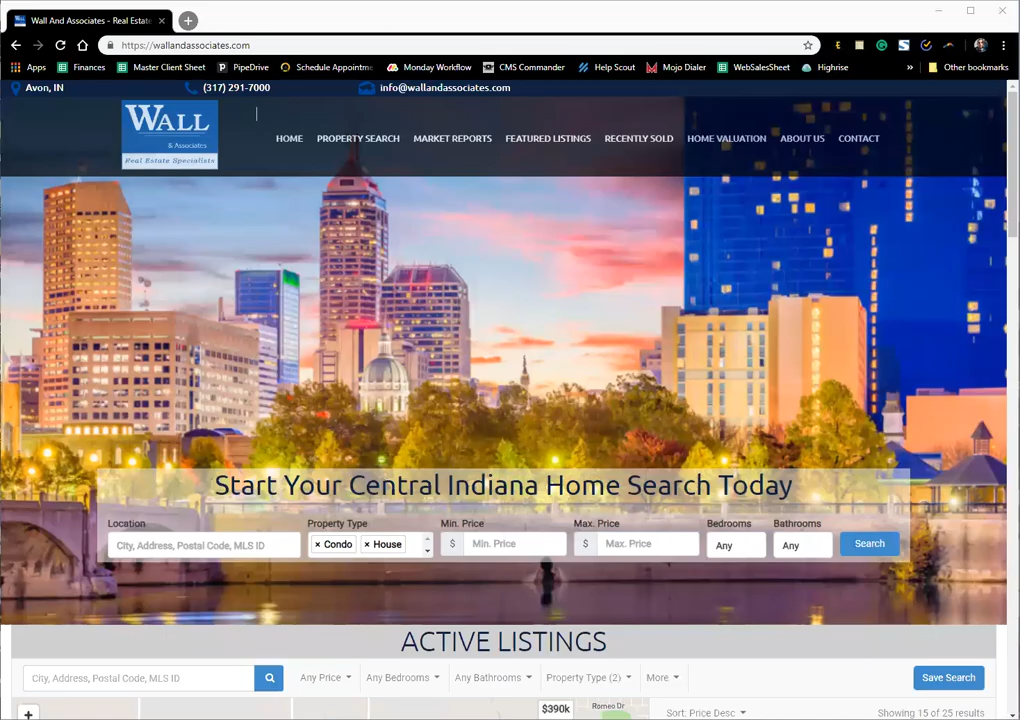 Wall And Associates - Real Estate
https://wallandassociates.com
Apps Finances Master Client Sheet PipeDrive Schedule Appointme Monday Workflow CMS Commander Help Scout Mojo Dialer WebSalesSheet Highrise » Other bookmarks
Avon, IN (317) 291-7000 info@wallandassociates.com
WALL
& Associates
Real Estate Specialists
HOME PROPERTY SEARCH MARKET REPORTS FEATURED LISTINGS RECENTLY SOLD HOME VALUATION ABOUT US CONTACT
Start Your Central Indiana Home Search Today
Location Property Type Min. Price Max. Price Bedrooms Bathrooms
City, Address, Postal Code, MLS ID × Condo × House $ Min. Price $ Max. Price Any Any Search
ACTIVE LISTINGS
City, Address, Postal Code, MLS ID Any Price Any Bedrooms Any Bathrooms Property Type (2) More Save Search
+ $390k Romeo Dr Sort: Price Desc Showing 15 of 25 results